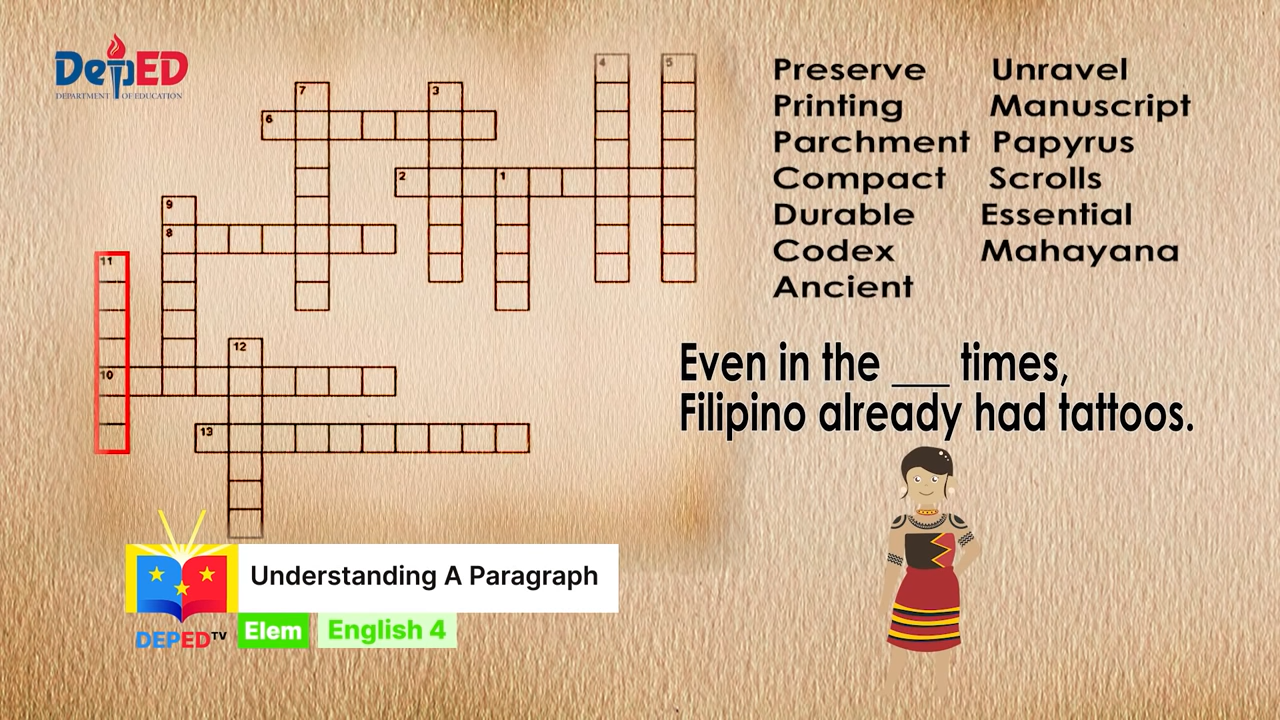 DepED
DEPARTMENT OF EDUCATION
4
5
7
3
6
2
1
9
8
11
12
10
13
Preserve Unravel
Printing Manuscript
Parchment Papyrus
Compact Scrolls
Durable Essential
Codex Mahayana
Ancient
Even in the ___ times,
Filipino already had tattoos.
Understanding A Paragraph
DEPED TV
Elem English 4